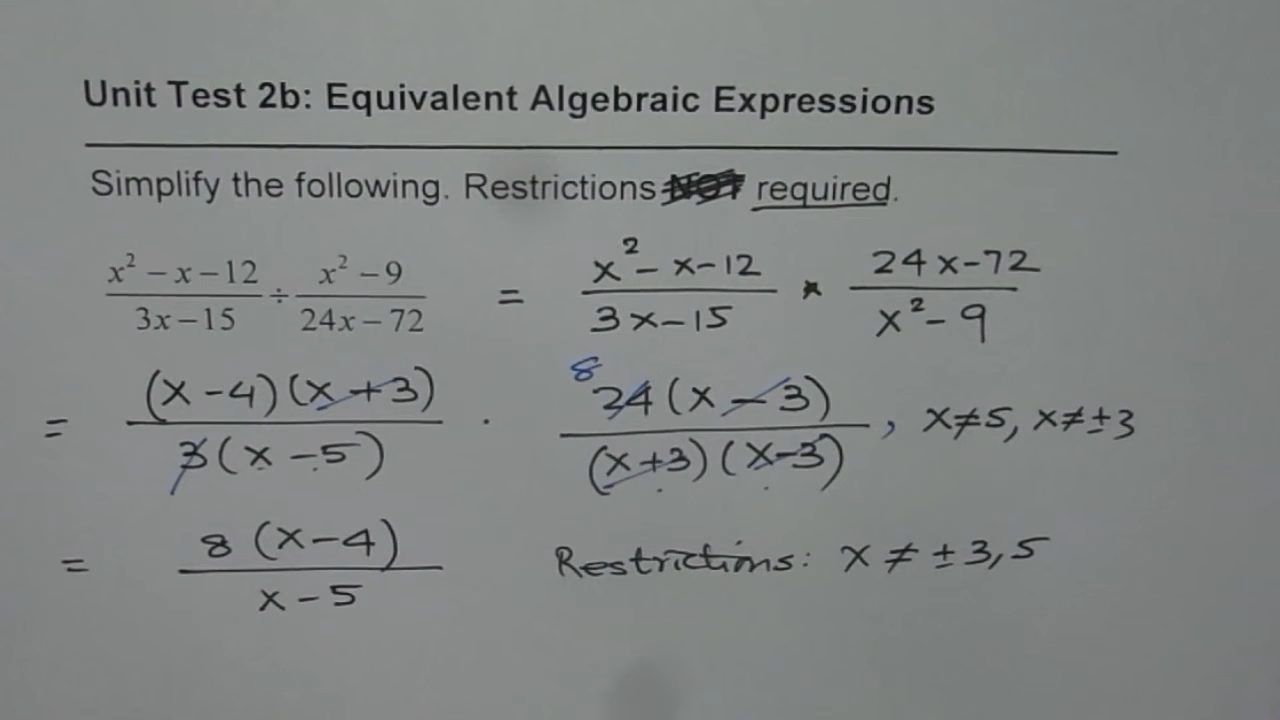 Unit Test 2b: Equivalent Algebraic Expressions
Simplify the following. Restrictions NOT required.
x² – x – 12 / 3x – 15 ÷ x² – 9 / 24x – 72 = x² – x – 12 / 3x – 15 * 24x – 72 / x² – 9
= (x – 4)(x + 3) / 3(x – 5) · 8 24(x – 3) / (x + 3)(x – 3), x ≠ 5, x ≠ ± 3
= 8(x – 4) / x – 5 Restrictions: x ≠ ± 3, 5